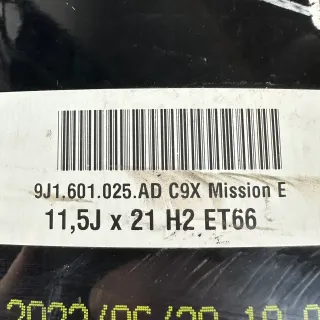 9J1.601.025.AD C9X Mission E
11,5J x 21 H2 ET66